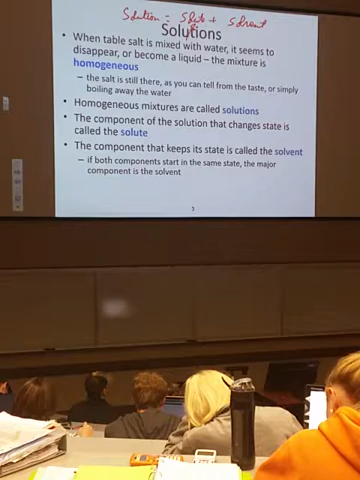 Solution = Solute + Solvent
Solutions
• When table salt is mixed with water, it seems to
disappear, or become a liquid – the mixture is
homogeneous
– the salt is still there, as you can tell from the taste, or simply
boiling away the water
• Homogeneous mixtures are called solutions
• The component of the solution that changes state is
called the solute
• The component that keeps its state is called the solvent
– if both components start in the same state, the major
component is the solvent